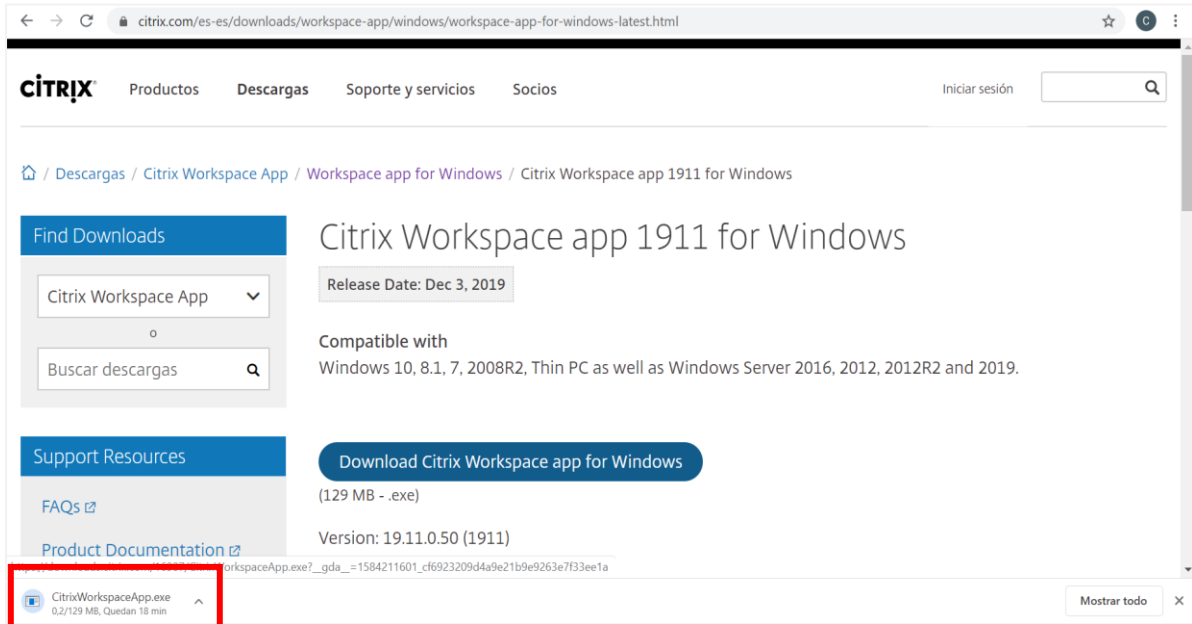 citrix.com/es-es/downloads/workspace-app/windows/workspace-app-for-windows-latest.html
C
CITRIX Productos Descargas Soporte y servicios Socios Iniciar sesión
/ Descargas / Citrix Workspace App / Workspace app for Windows / Citrix Workspace app 1911 for Windows
Find Downloads
Citrix Workspace App
o
Buscar descargas
Support Resources
FAQs
Product Documentation
Citrix Workspace app 1911 for Windows
Release Date: Dec 3, 2019
Compatible with
Windows 10, 8.1, 7, 2008R2, Thin PC as well as Windows Server 2016, 2012, 2012R2 and 2019.
Download Citrix Workspace app for Windows
(129 MB - .exe)
Version: 19.11.0.50 (1911)
orkspaceApp.exe?__gda__=1584211601_cf6923209d4a9e21b9e9263e7f33ee1a
CitrixWorkspaceApp.exe
0,2/129 MB, Quedan 18 min
Mostrar todo